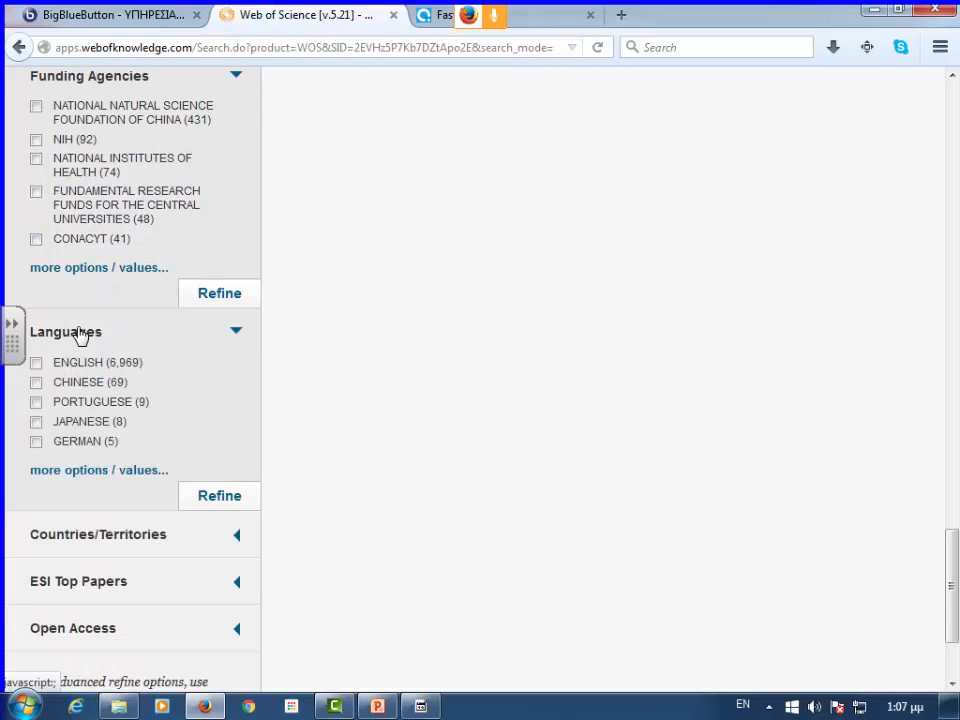 BigBlueButton - ΥΠΗΡΕΣΙΑ...
Web of Science [v.5.21] - ...
Fas
apps.webofknowledge.com/Search.do?product=WOS&SID=2EVHz5P7Kb7DZtApo2E&search_mode=
Search
Funding Agencies
NATIONAL NATURAL SCIENCE
FOUNDATION OF CHINA (431)
NIH (92)
NATIONAL INSTITUTES OF
HEALTH (74)
FUNDAMENTAL RESEARCH
FUNDS FOR THE CENTRAL
UNIVERSITIES (48)
CONACYT (41)
more options / values...
Refine
Languages
ENGLISH (6,969)
CHINESE (69)
PORTUGUESE (9)
JAPANESE (8)
GERMAN (5)
more options / values...
Refine
Countries/Territories
ESI Top Papers
Open Access
javascript:;
dvanced refine options, use
EN
1:07 μμ